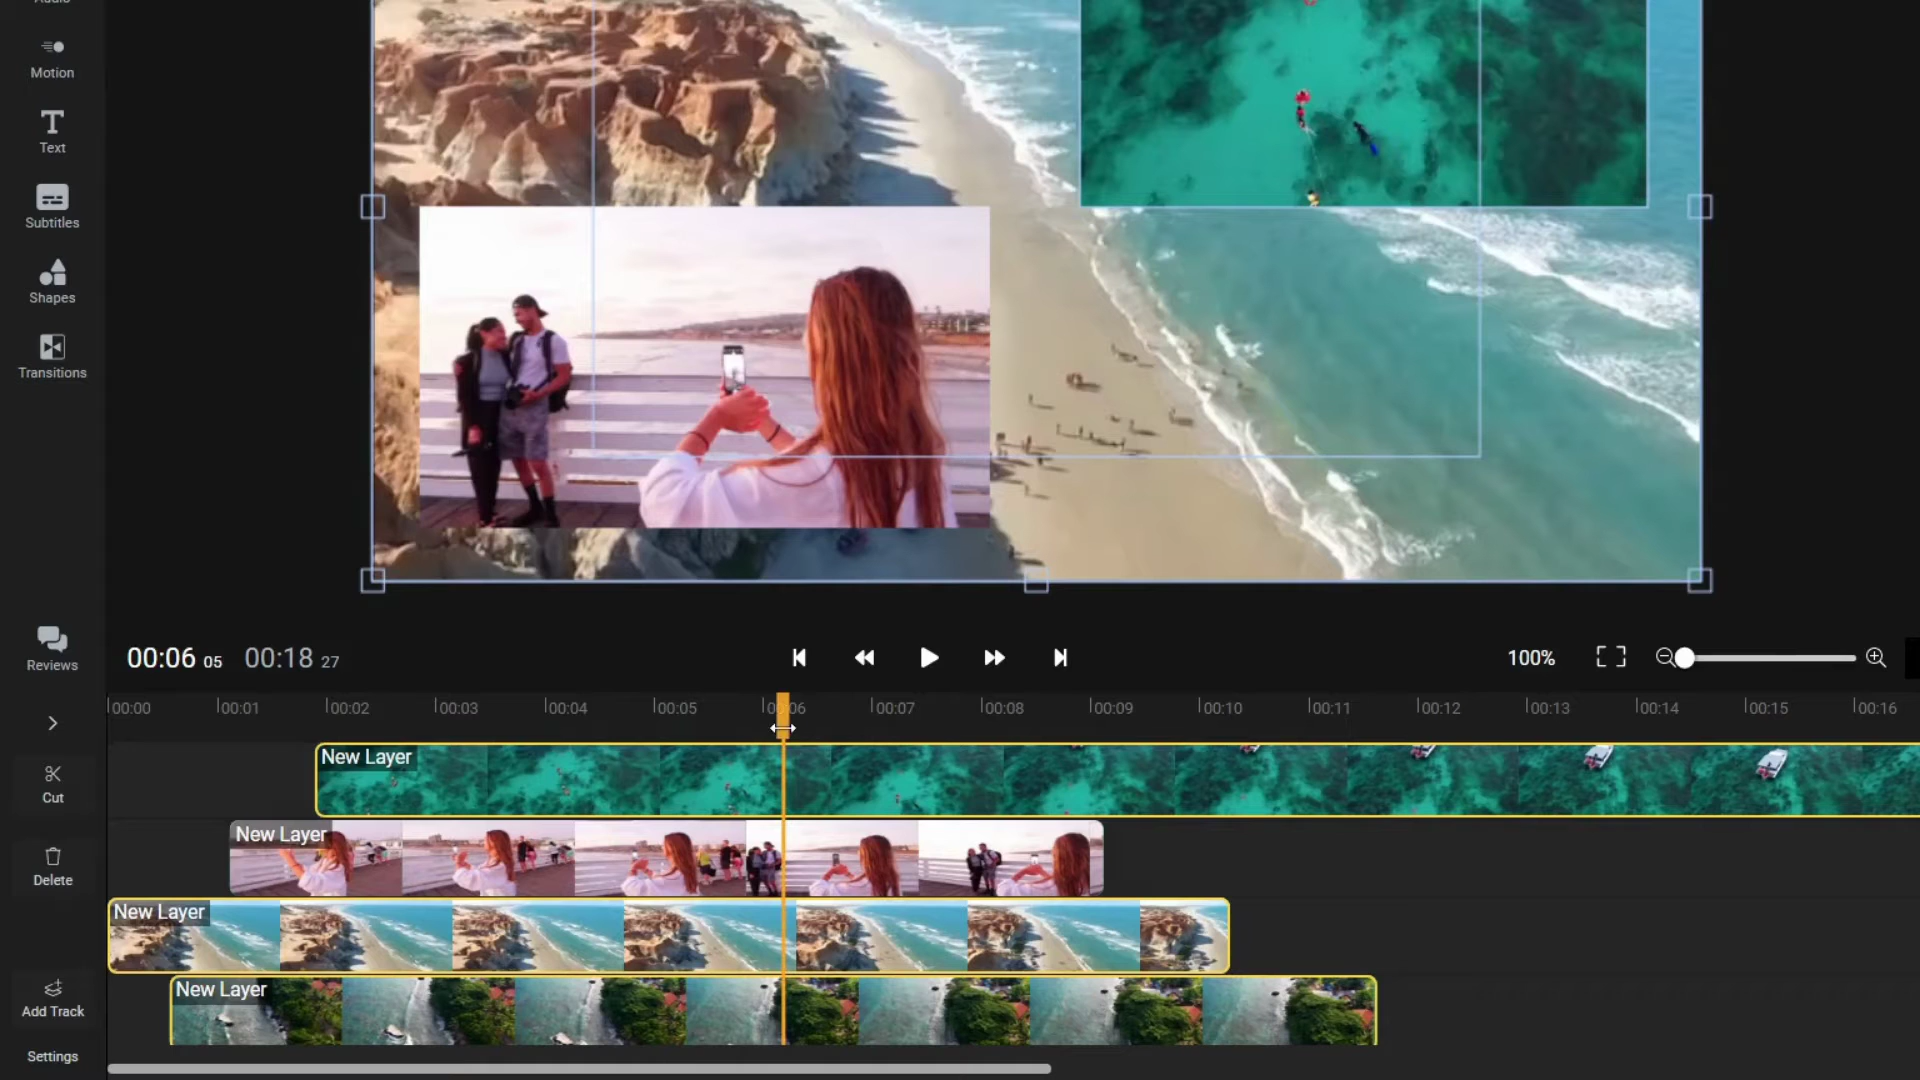 Audio
Motion
Text
Subtitles
Shapes
Transitions
Reviews
00:06 05 00:18 27
100%
00:00 00:01 00:02 00:03 00:04 00:05 00:06 00:07 00:08 00:09 00:10 00:11 00:12 00:13 00:14 00:15 00:16
New Layer
Cut
New Layer
Delete
New Layer
New Layer
Add Track
Settings